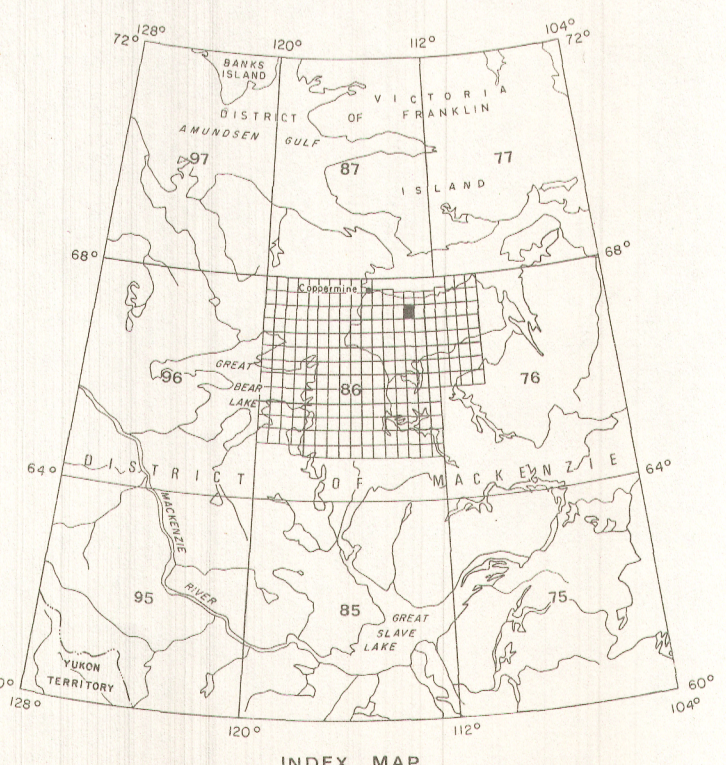 128°
72°
120°
112°
104°
72°
BANKS
ISLAND
VICTORIA
DISTRICT OF FRANKLIN
AMUNDSEN GULF
97
87
77
ISLAND
68°
68°
Coppermine
GREAT
BEAR
LAKE
96
86
76
DISTRICT OF MACKENZIE
64°
64°
MACKENZIE
RIVER
95
85
75
GREAT
SLAVE
LAKE
YUKON
TERRITORY
0°
60°
128°
104°
120°
112°
INDEX MAP